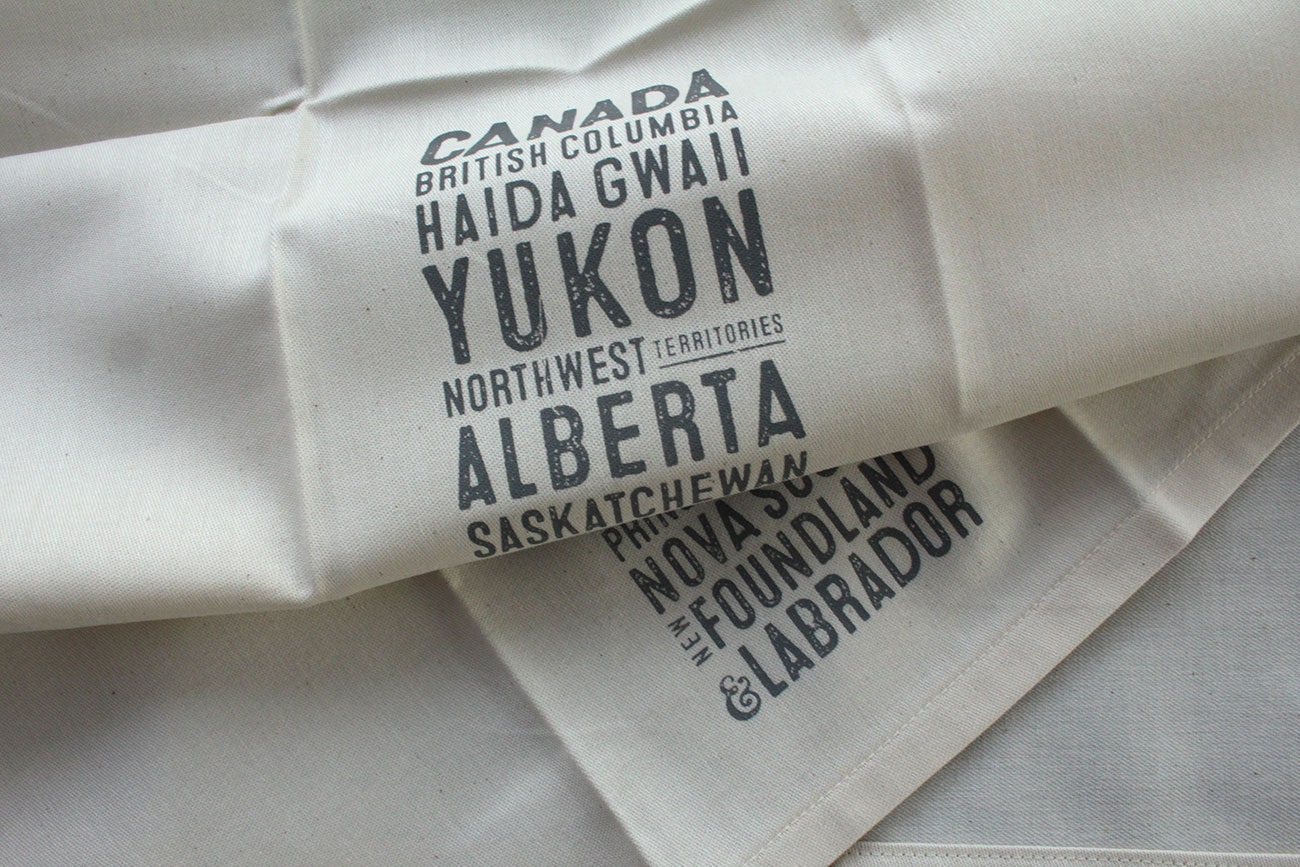 CANADA
BRITISH COLUMBIA
HAIDA GWAII
YUKON
NORTHWEST TERRITORIES
ALBERTA
SASKATCHEWAN
NOVA
NEW FOUNDLAND
& LABRADOR